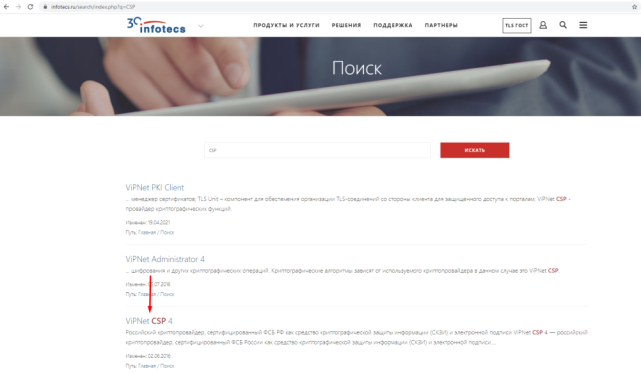 infotecs.ru/search/index.php?q=CSP
30 infotecs
ПРОДУКТЫ И УСЛУГИ РЕШЕНИЯ ПОДДЕРЖКА ПАРТНЕРЫ TLS ГОСТ
Поиск
CSP ИСКАТЬ
ViPNet PKI Client
... менеджер сертификатов; TLS Unit – компонент для обеспечения организации TLS-соединений со стороны клиента для защищенного доступа к порталам; ViPNet CSP –
провайдер криптографических функций.
Изменен: 19.04.2021
Путь: Главная / Поиск
ViPNet Administrator 4
... шифрования и других криптографических операций. Криптографические алгоритмы зависят от используемого криптопровайдера в данном случае это ViPNet CSP
Изменен: .07.2018
Путь: Главная / Поиск
ViPNet CSP 4
Российский криптопровайдер, сертифицированный ФСБ РФ как средство криптографической защиты информации (СКЗИ) и электронной подписи ViPNet CSP 4 — российский
криптопровайдер, сертифицированный ФСБ России как средство криптографической защиты информации (СКЗИ) и электронной подписи....
Изменен: 02.08.2018
Путь: Главная / Поиск